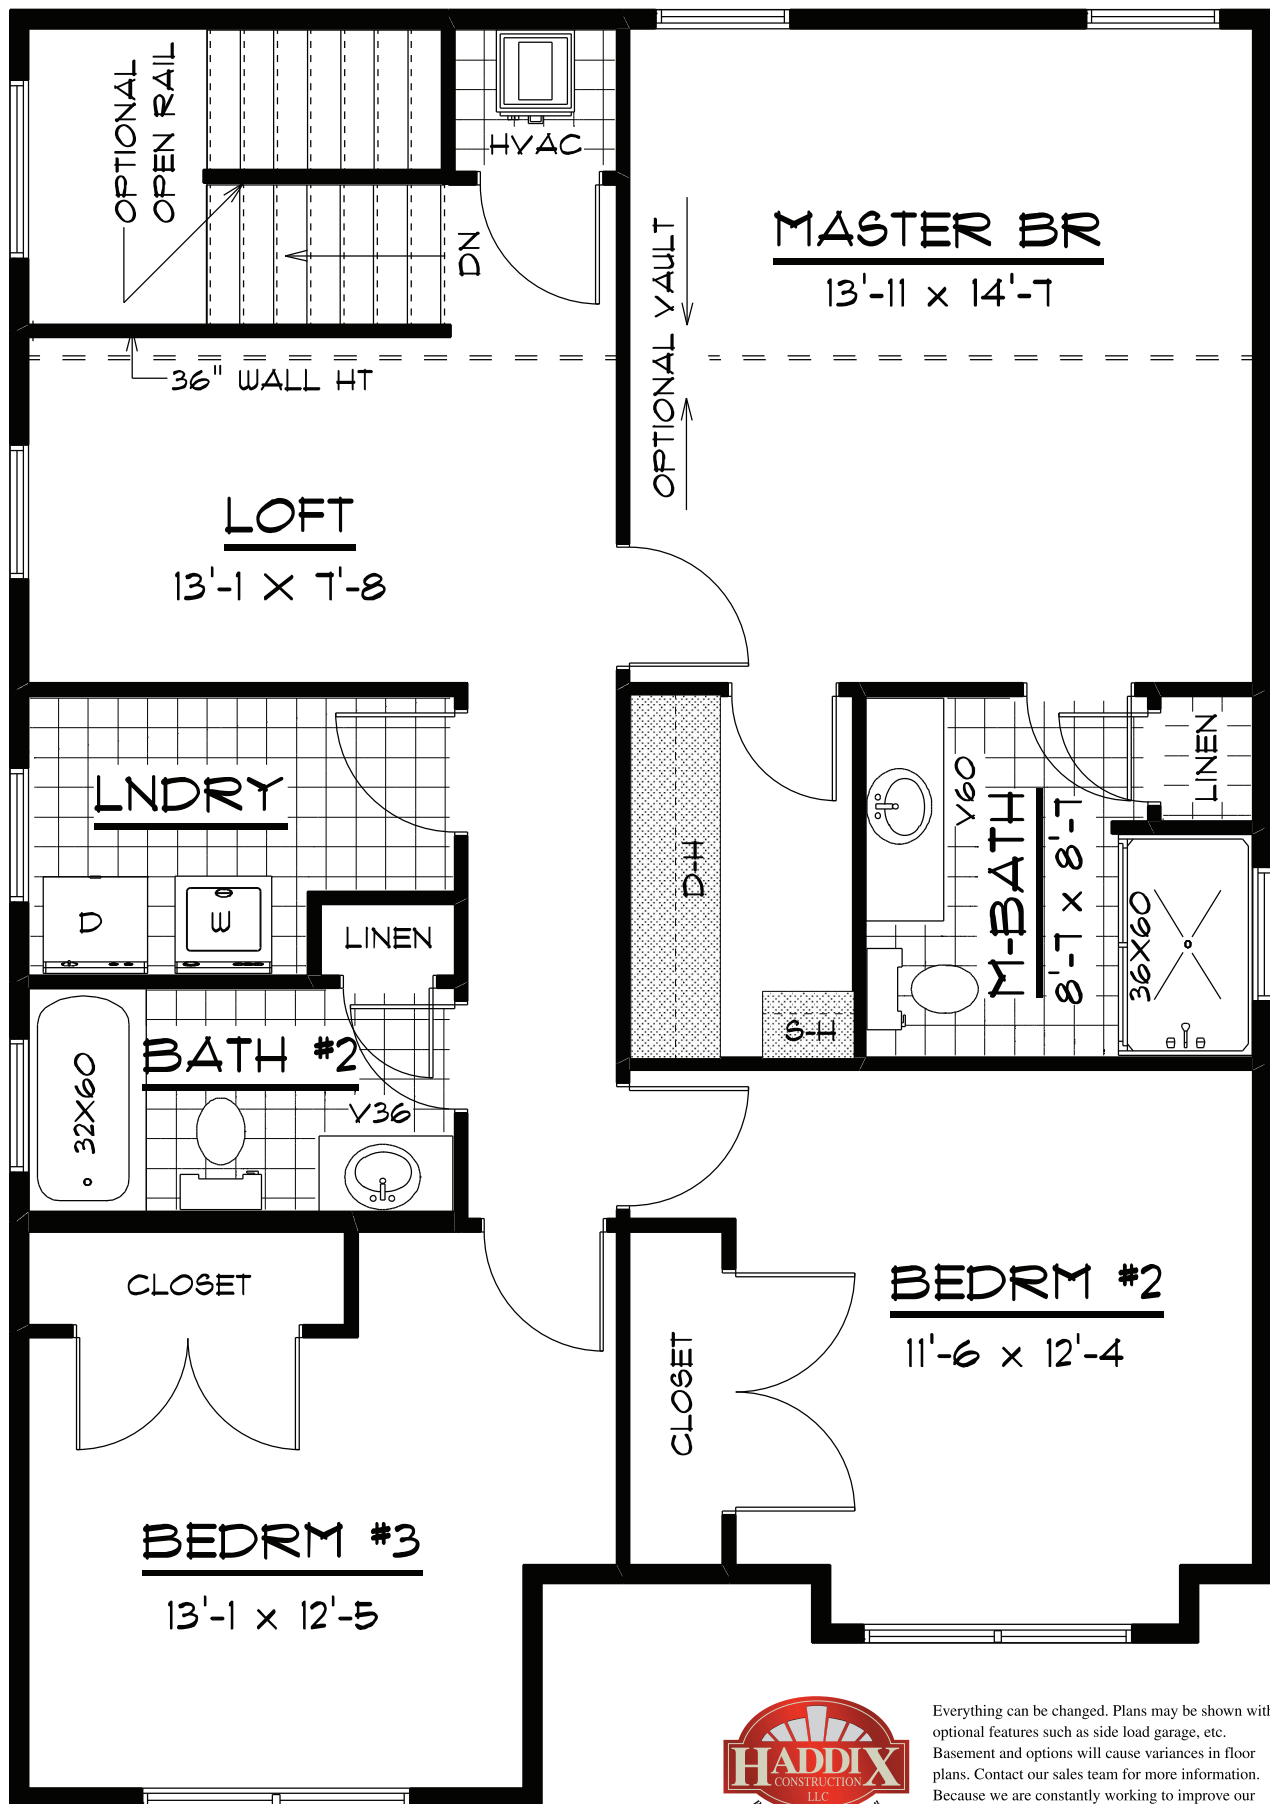 OPTIONAL
OPEN RAIL
HVAC
DN
MASTER BR
13'-11 x 14'-7
OPTIONAL VAULT
36" WALL HT
LOFT
13'-1 X 7'-8
LNDRY
D
W
LINEN
D-H
S-H
V60
M-BATH
8'-7 x 8'-7
LINEN
36X60
BATH #2
32X60
V36
CLOSET
BEDRM #2
11'-6 x 12'-4
CLOSET
BEDRM #3
13'-1 x 12'-5
HADDIX
CONSTRUCTION
LLC
Everything can be changed. Plans may be shown with
optional features such as side load garage, etc.
Basement and options will cause variances in floor
plans. Contact our sales team for more information.
Because we are constantly working to improve our